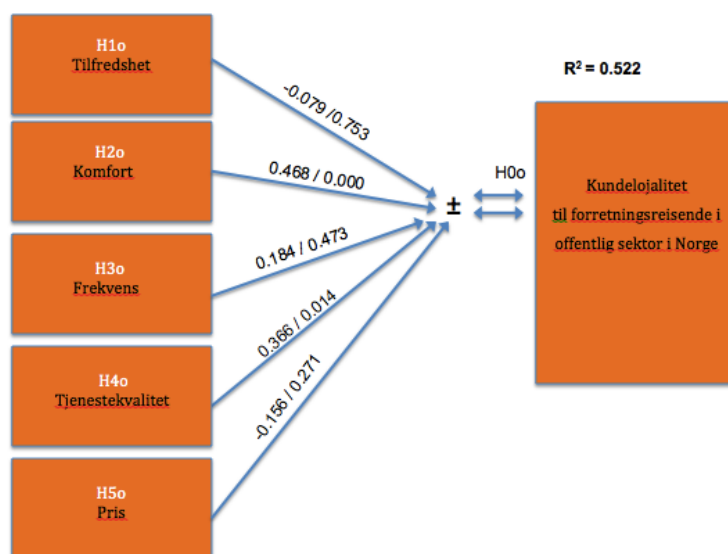 H1o
Tilfredshet
H2o
Komfort
H3o
Frekvens
H4o
Tjenestekvalitet
H5o
Pris
-0.079 /0.753
0.468 / 0.000
0.184 / 0.473
0.366 / 0.014
-0.156 / 0.271
±
H0o
R² = 0.522
Kundelojalitet
til forretningsreisende i
offentlig sektor i Norge